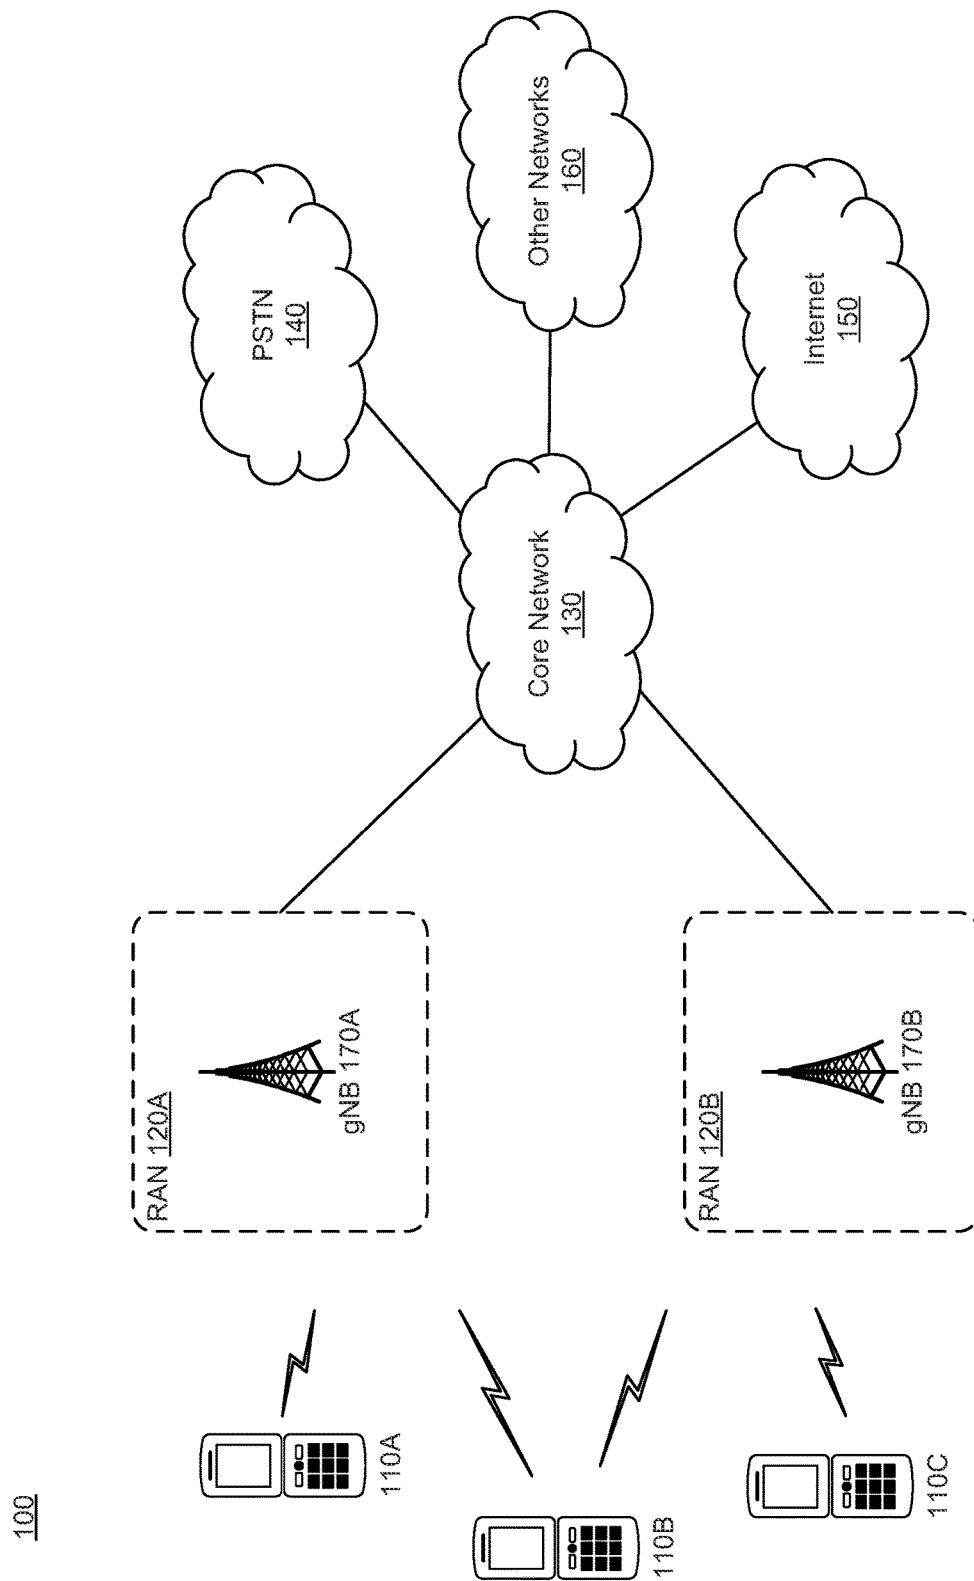 100
110A
110B
110C
RAN 120A
gNB 170A
RAN 120B
gNB 170B
Core Network
130
PSTN
140
Other Networks
160
Internet
150